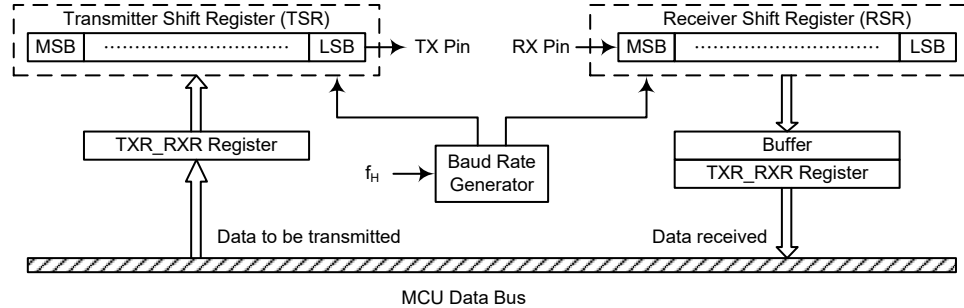 Transmitter Shift Register (TSR)
MSB ........................................ LSB
TX Pin
Receiver Shift Register (RSR)
RX Pin
MSB ........................................ LSB
TXR_RXR Register
Baud Rate
Generator
fH
Buffer
TXR_RXR Register
Data to be transmitted
Data received
MCU Data Bus